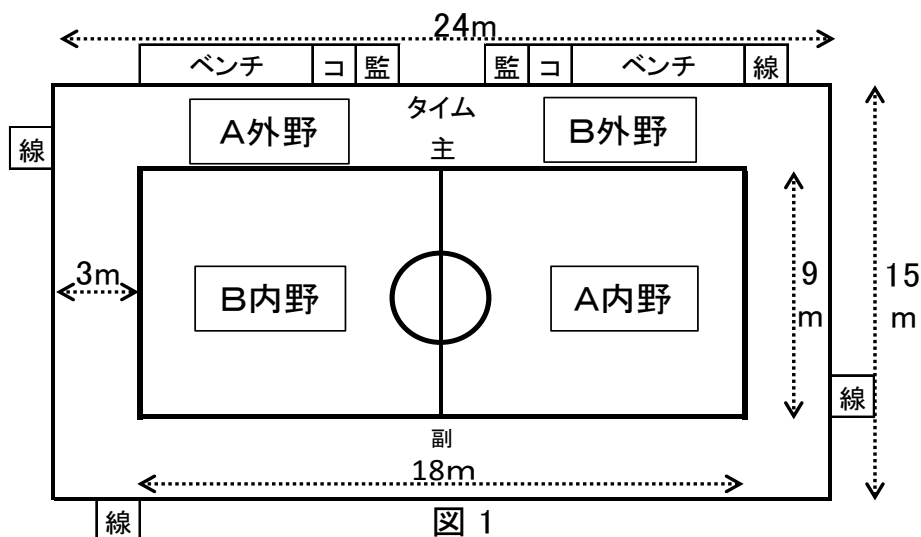 24m
ベンチ コ 監 監 コ ベンチ 線
タイム
A外野 主 B外野
線
3m
B内野 A内野
9
m
15
m
線
副
18m
線
図 1